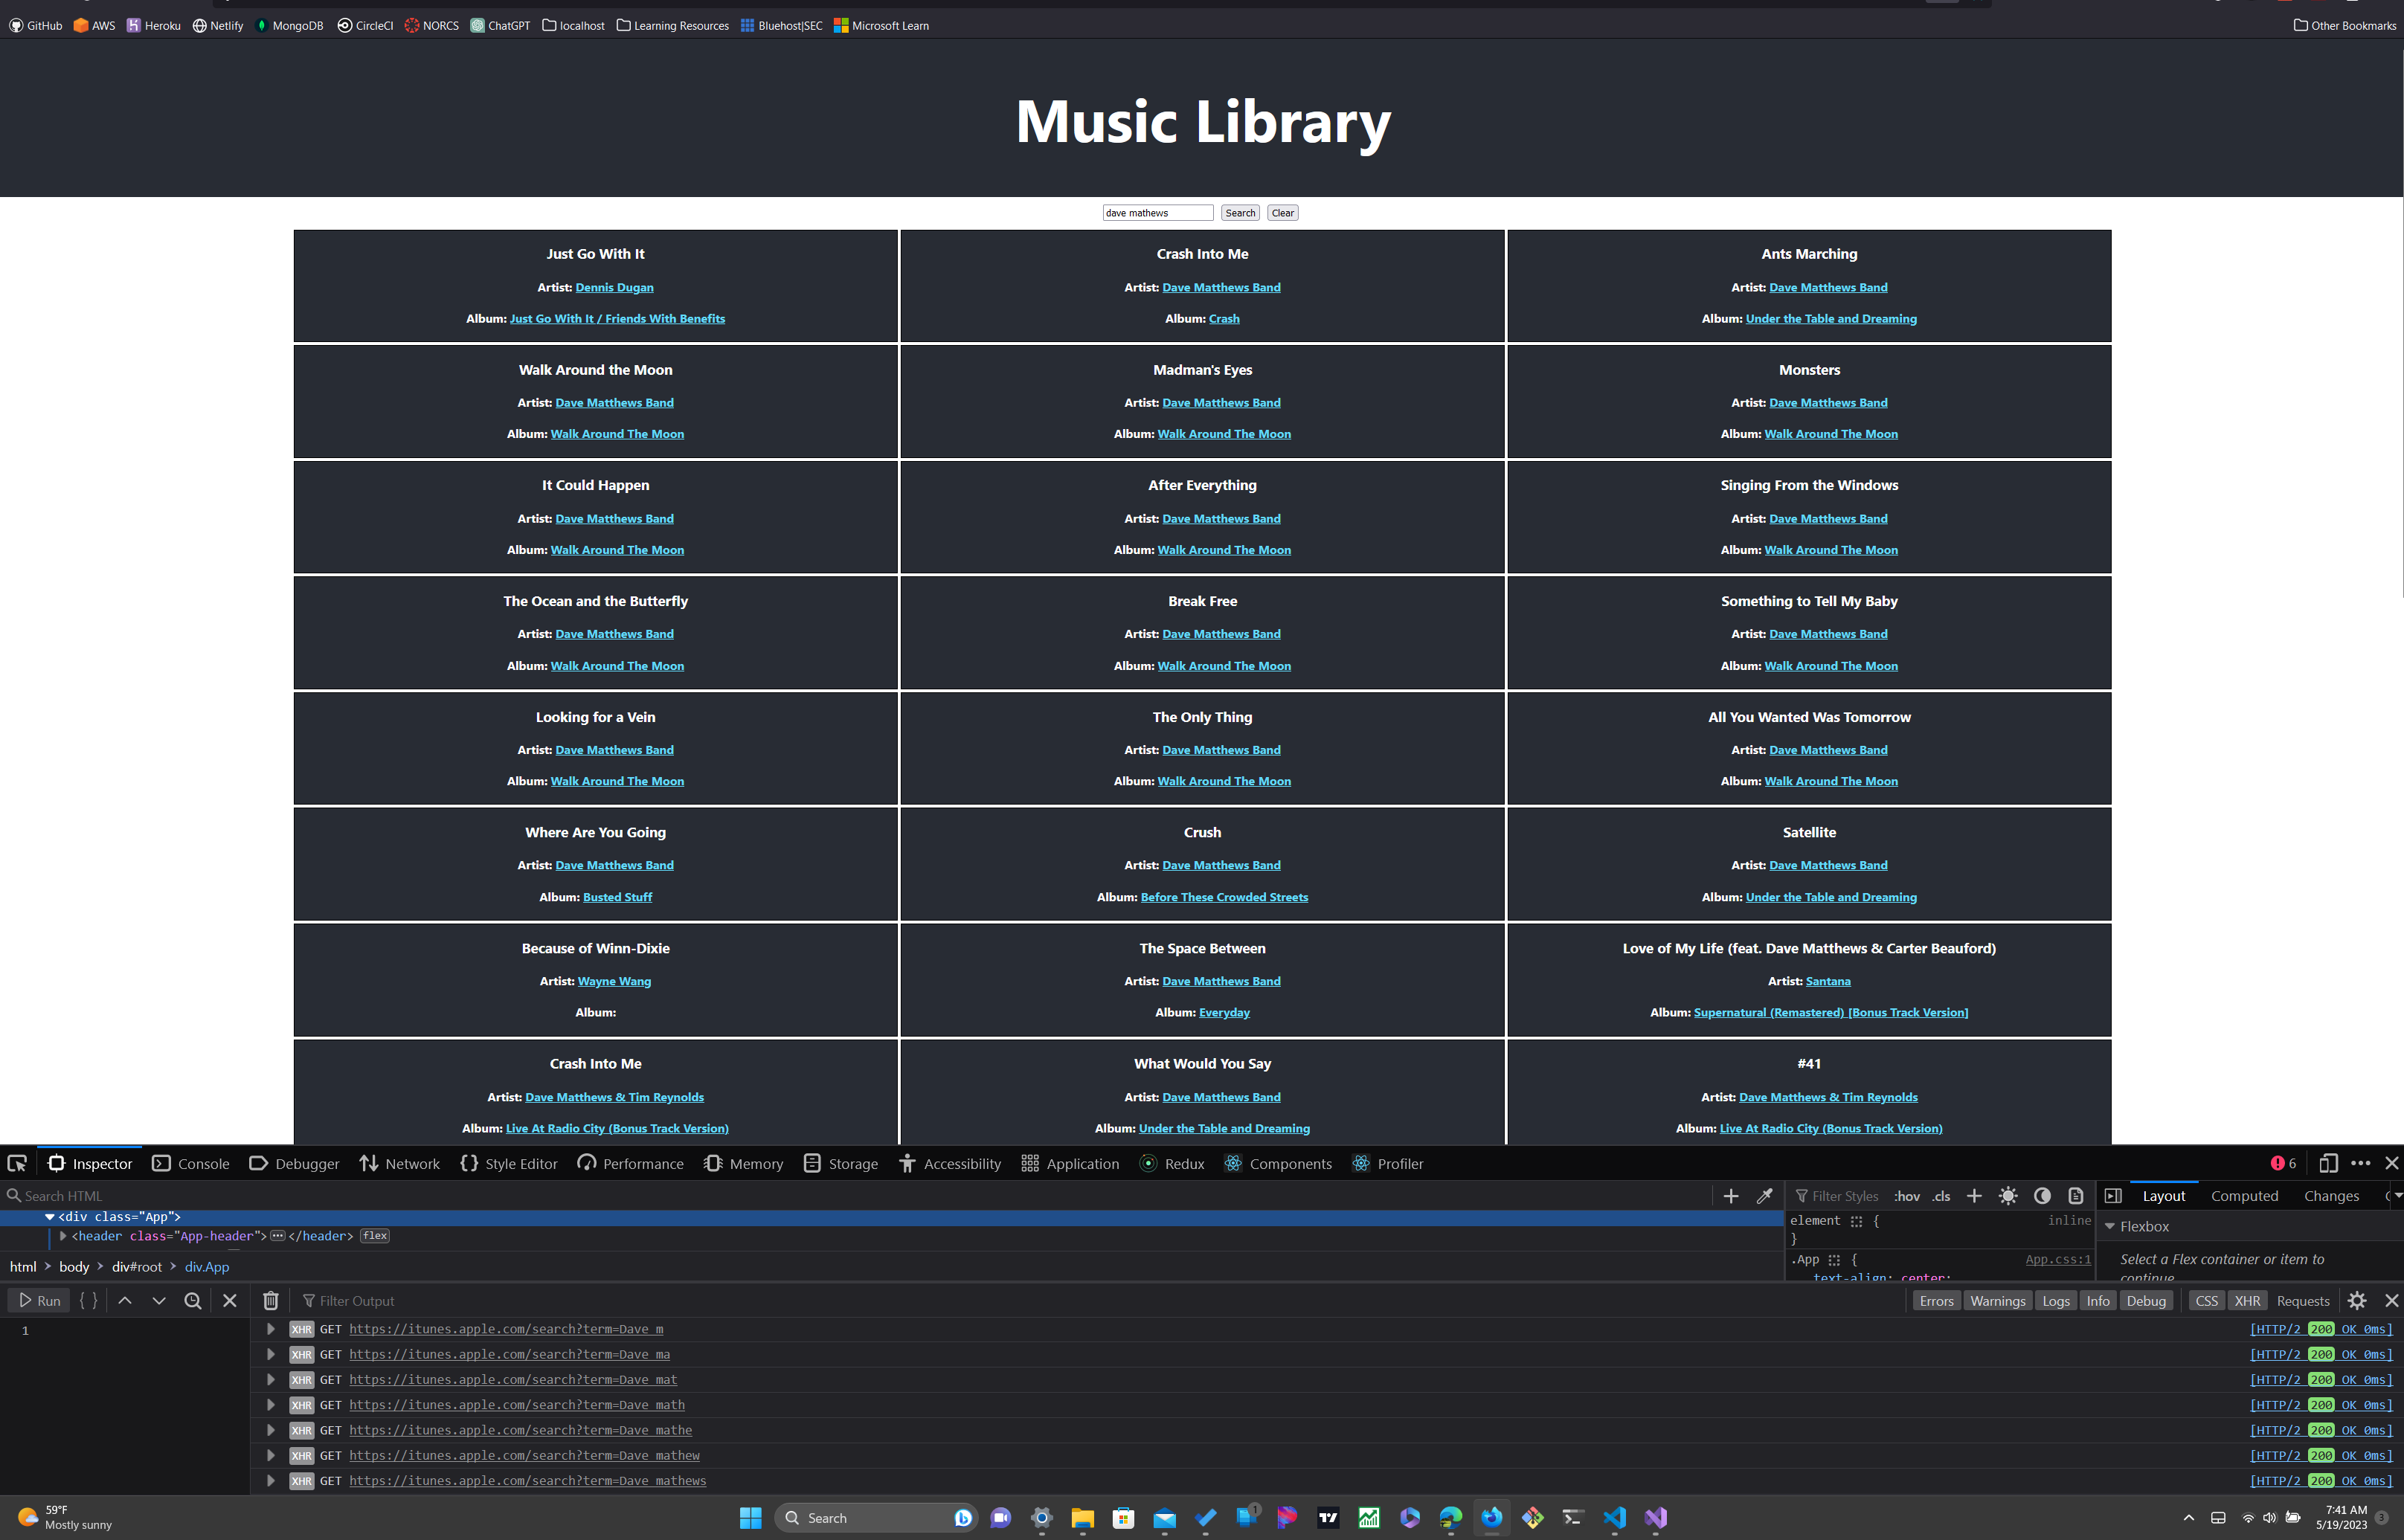 GitHub AWS Heroku Netlify MongoDB CircleCI NORCS ChatGPT localhost Learning Resources Bluehost|SEC Microsoft Learn Other Bookmarks
Music Library
dave mathews Search Clear
Just Go With It
Artist: Dennis Dugan
Album: Just Go With It / Friends With Benefits
Crash Into Me
Artist: Dave Matthews Band
Album: Crash
Ants Marching
Artist: Dave Matthews Band
Album: Under the Table and Dreaming
Walk Around the Moon
Artist: Dave Matthews Band
Album: Walk Around The Moon
Madman's Eyes
Artist: Dave Matthews Band
Album: Walk Around The Moon
Monsters
Artist: Dave Matthews Band
Album: Walk Around The Moon
It Could Happen
Artist: Dave Matthews Band
Album: Walk Around The Moon
After Everything
Artist: Dave Matthews Band
Album: Walk Around The Moon
Singing From the Windows
Artist: Dave Matthews Band
Album: Walk Around The Moon
The Ocean and the Butterfly
Artist: Dave Matthews Band
Album: Walk Around The Moon
Break Free
Artist: Dave Matthews Band
Album: Walk Around The Moon
Something to Tell My Baby
Artist: Dave Matthews Band
Album: Walk Around The Moon
Looking for a Vein
Artist: Dave Matthews Band
Album: Walk Around The Moon
The Only Thing
Artist: Dave Matthews Band
Album: Walk Around The Moon
All You Wanted Was Tomorrow
Artist: Dave Matthews Band
Album: Walk Around The Moon
Where Are You Going
Artist: Dave Matthews Band
Album: Busted Stuff
Crush
Artist: Dave Matthews Band
Album: Before These Crowded Streets
Satellite
Artist: Dave Matthews Band
Album: Under the Table and Dreaming
Because of Winn-Dixie
Artist: Wayne Wang
Album:
The Space Between
Artist: Dave Matthews Band
Album: Everyday
Love of My Life (feat. Dave Matthews & Carter Beauford)
Artist: Santana
Album: Supernatural (Remastered) [Bonus Track Version]
Crash Into Me
Artist: Dave Matthews & Tim Reynolds
Album: Live At Radio City (Bonus Track Version)
What Would You Say
Artist: Dave Matthews Band
Album: Under the Table and Dreaming
#41
Artist: Dave Matthews & Tim Reynolds
Album: Live At Radio City (Bonus Track Version)
Inspector Console Debugger Network Style Editor Performance Memory Storage Accessibility Application Redux Components Profiler 6
Search HTML
<div class="App">
<header class="App-header"></header> flex
html > body > div#root > div.App
Filter Styles :hov .cls
element { inline
}
.App { App.css:1
text-align: center;
Layout Computed Changes
Flexbox
Select a Flex container or item to
continue.
Run { } Filter Output Errors Warnings Logs Info Debug CSS XHR Requests
1
XHR GET https://itunes.apple.com/search?term=Dave m [HTTP/2 200 OK 0ms]
XHR GET https://itunes.apple.com/search?term=Dave ma [HTTP/2 200 OK 0ms]
XHR GET https://itunes.apple.com/search?term=Dave mat [HTTP/2 200 OK 0ms]
XHR GET https://itunes.apple.com/search?term=Dave math [HTTP/2 200 OK 0ms]
XHR GET https://itunes.apple.com/search?term=Dave mathe [HTTP/2 200 OK 0ms]
XHR GET https://itunes.apple.com/search?term=Dave mathew [HTTP/2 200 OK 0ms]
XHR GET https://itunes.apple.com/search?term=Dave mathews [HTTP/2 200 OK 0ms]
59°F
Mostly sunny
Search
1
7:41 AM
5/19/2023
3